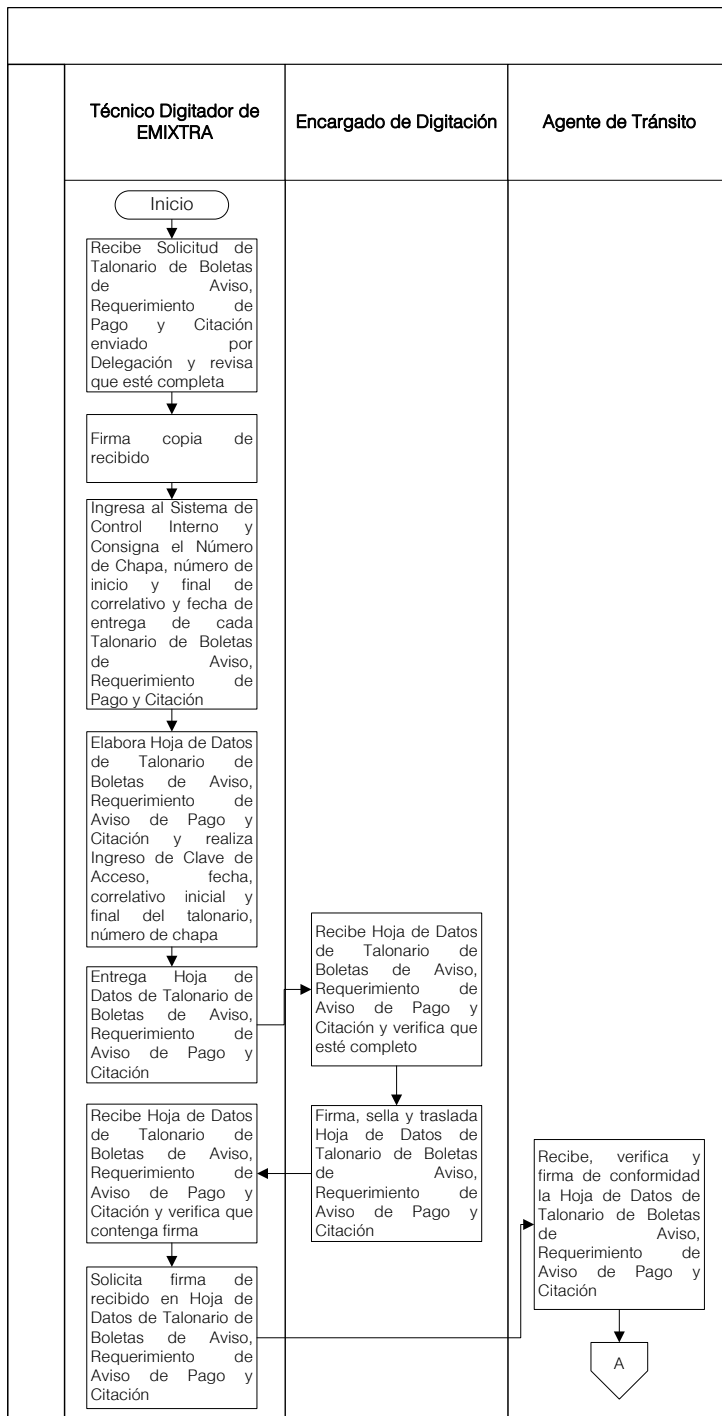 Técnico Digitador de
EMIXTRA
Encargado de Digitación
Agente de Tránsito
Inicio
Recibe Solicitud de
Talonario de Boletas
de Aviso,
Requerimiento de
Pago y Citación
enviado por
Delegación y revisa
que esté completa
Firma copia de
recibido
Ingresa al Sistema de
Control Interno y
Consigna el Número
de Chapa, número de
inicio y final de
correlativo y fecha de
entrega de cada
Talonario de Boletas
de Aviso,
Requerimiento de
Pago y Citación
Elabora Hoja de Datos
de Talonario de
Boletas de Aviso,
Requerimiento de
Aviso de Pago y
Citación y realiza
Ingreso de Clave de
Acceso, fecha,
correlativo inicial y
final del talonario,
número de chapa
Entrega Hoja de
Datos de Talonario de
Boletas de Aviso,
Requerimiento de
Aviso de Pago y
Citación
Recibe Hoja de Datos
de Talonario de
Boletas de Aviso,
Requerimiento de
Aviso de Pago y
Citación y verifica que
esté completo
Firma, sella y traslada
Hoja de Datos de
Talonario de Boletas
de Aviso,
Requerimiento de
Aviso de Pago y
Citación
Recibe Hoja de Datos
de Talonario de
Boletas de Aviso,
Requerimiento de
Aviso de Pago y
Citación y verifica que
contenga firma
Solicita firma de
recibido en Hoja de
Datos de Talonario de
Boletas de Aviso,
Requerimiento de
Aviso de Pago y
Citación
Recibe, verifica y
firma de conformidad
la Hoja de Datos de
Talonario de Boletas
de Aviso,
Requerimiento de
Aviso de Pago y
Citación
A